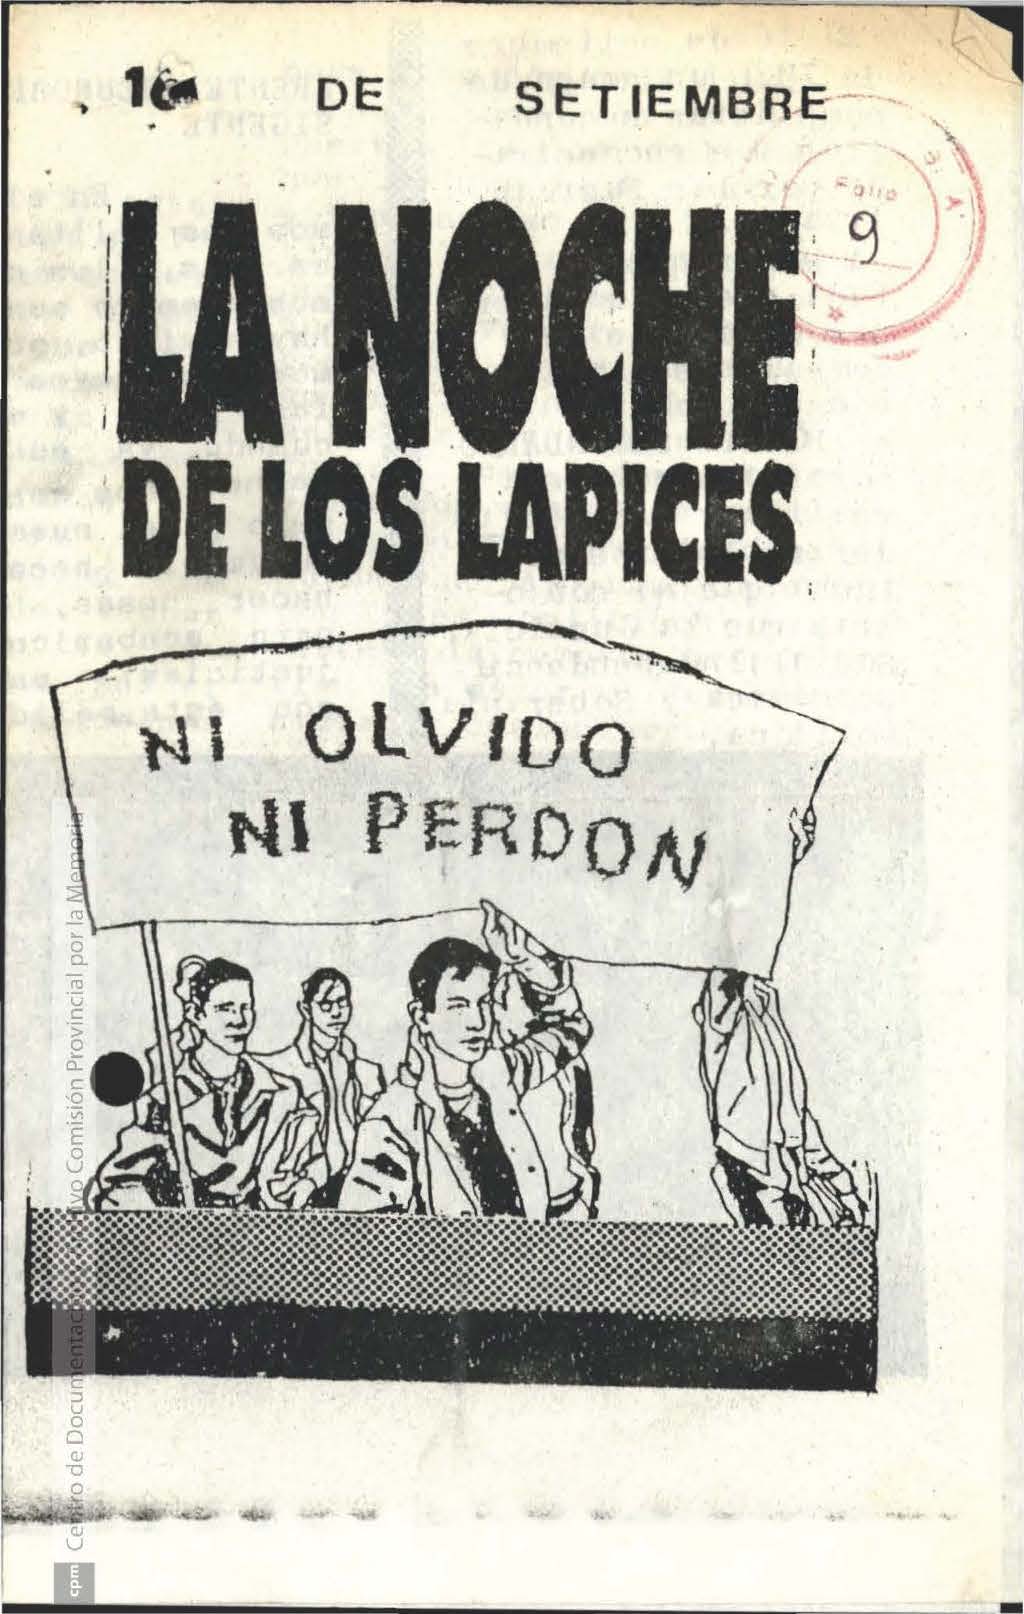 16 DE SETIEMBRE
LA NOCHE
DE LOS LAPICES
Folio
9
NI OLVIDO
NI PERDON
cpm Centro de Documentación y Archivo Comisión Provincial por la Memoria